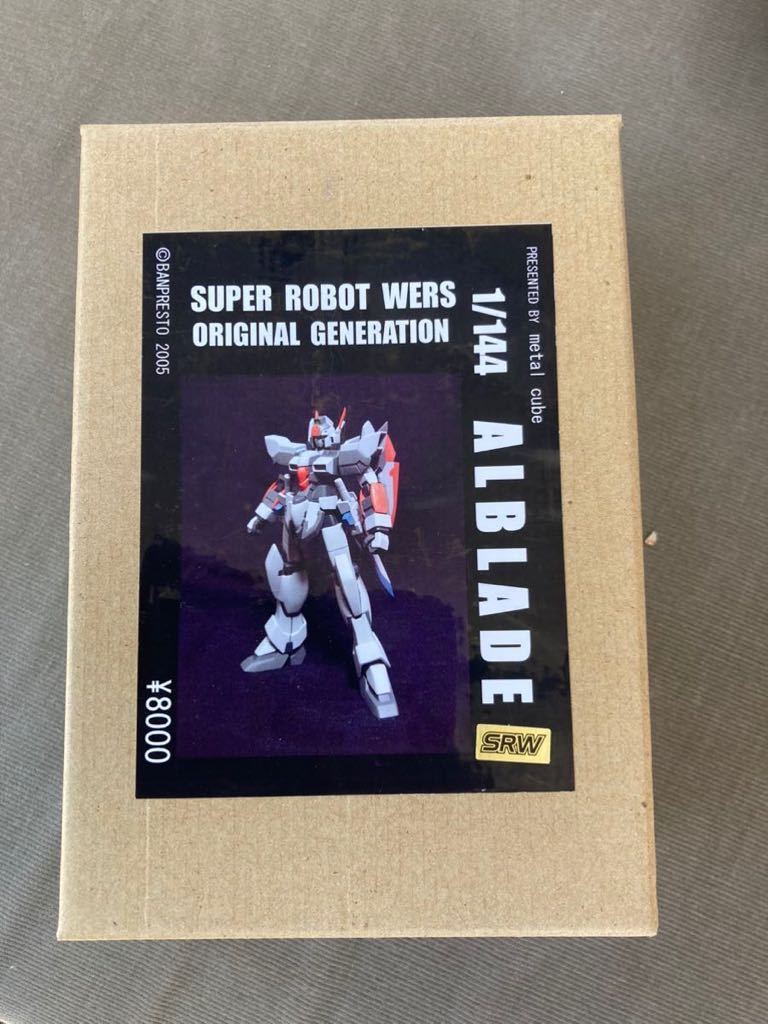 PRESENTED BY metal cube
1/144 ALBLADE
SUPER ROBOT WERS
ORIGINAL GENERATION
©BANPRESTO 2005
¥8000
SRW